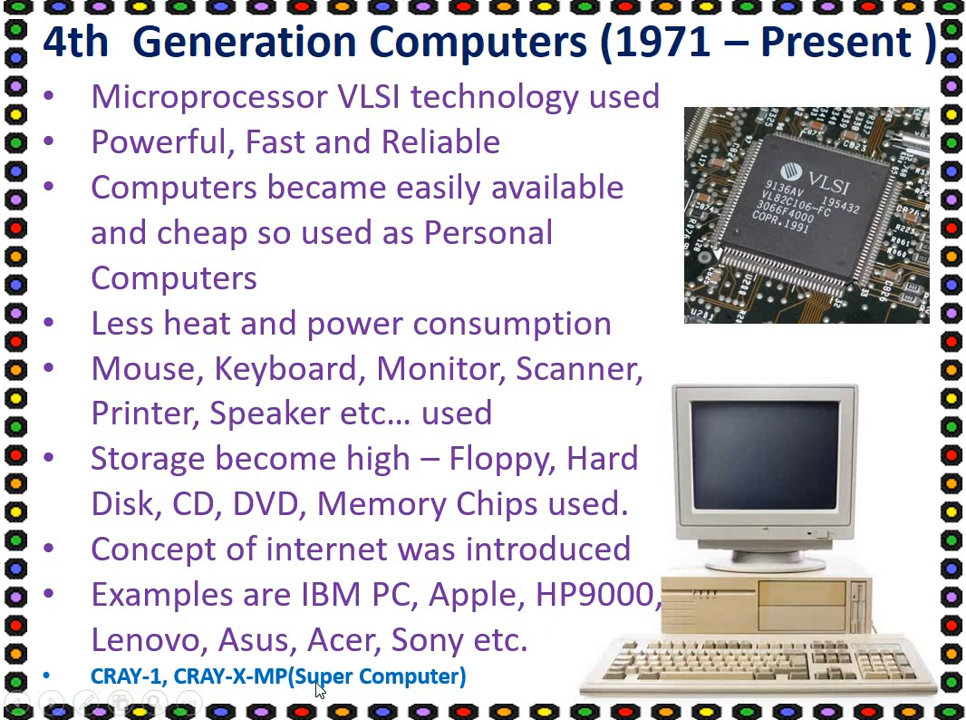 4th Generation Computers (1971 – Present )
• Microprocessor VLSI technology used
• Powerful, Fast and Reliable
• Computers became easily available
and cheap so used as Personal
Computers
• Less heat and power consumption
• Mouse, Keyboard, Monitor, Scanner,
Printer, Speaker etc… used
• Storage become high – Floppy, Hard
Disk, CD, DVD, Memory Chips used.
• Concept of internet was introduced
• Examples are IBM PC, Apple, HP9000,
Lenovo, Asus, Acer, Sony etc.
• CRAY-1, CRAY-X-MP(Super Computer)
VLSI
9136AV 195432
VL82C106-FC
3066F4000
COPR.1991